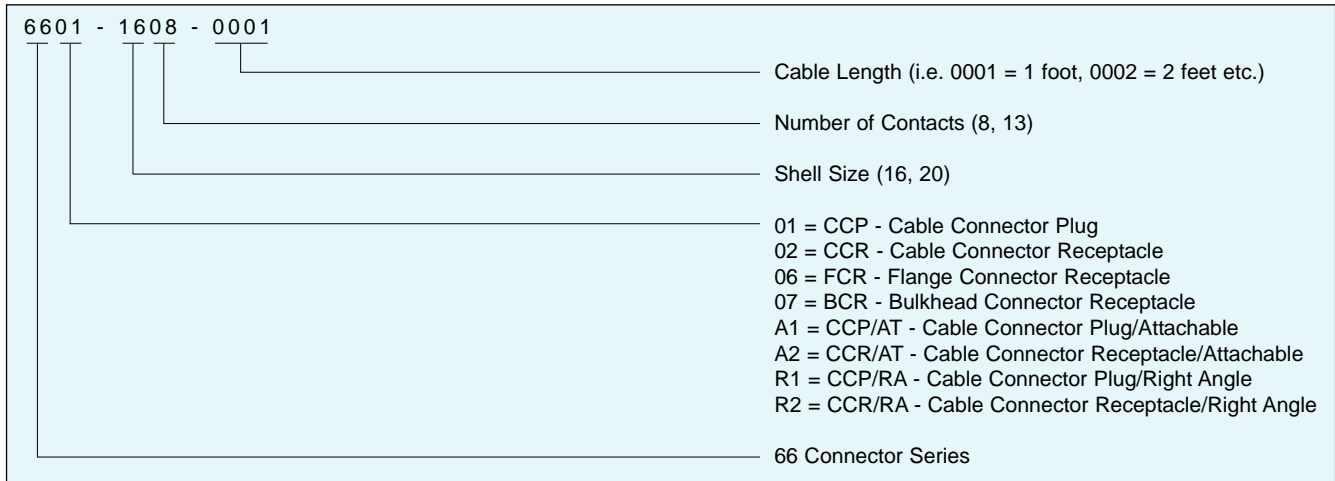 6601 - 1608 - 0001
Cable Length (i.e. 0001 = 1 foot, 0002 = 2 feet etc.)
Number of Contacts (8, 13)
Shell Size (16, 20)
01 = CCP - Cable Connector Plug
02 = CCR - Cable Connector Receptacle
06 = FCR - Flange Connector Receptacle
07 = BCR - Bulkhead Connector Receptacle
A1 = CCP/AT - Cable Connector Plug/Attachable
A2 = CCR/AT - Cable Connector Receptacle/Attachable
R1 = CCP/RA - Cable Connector Plug/Right Angle
R2 = CCR/RA - Cable Connector Receptacle/Right Angle
66 Connector Series